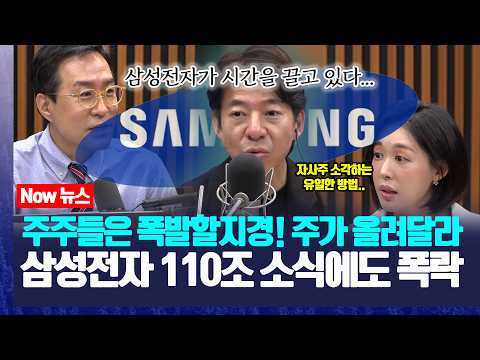 삼성전자가 시간을 끌고 있다...
SAMSUNG
자사주 소각하는
유일한 방법..
Now 뉴스
주주들은 폭발할지경! 주가 올려달라
삼성전자 110조 소식에도 폭락